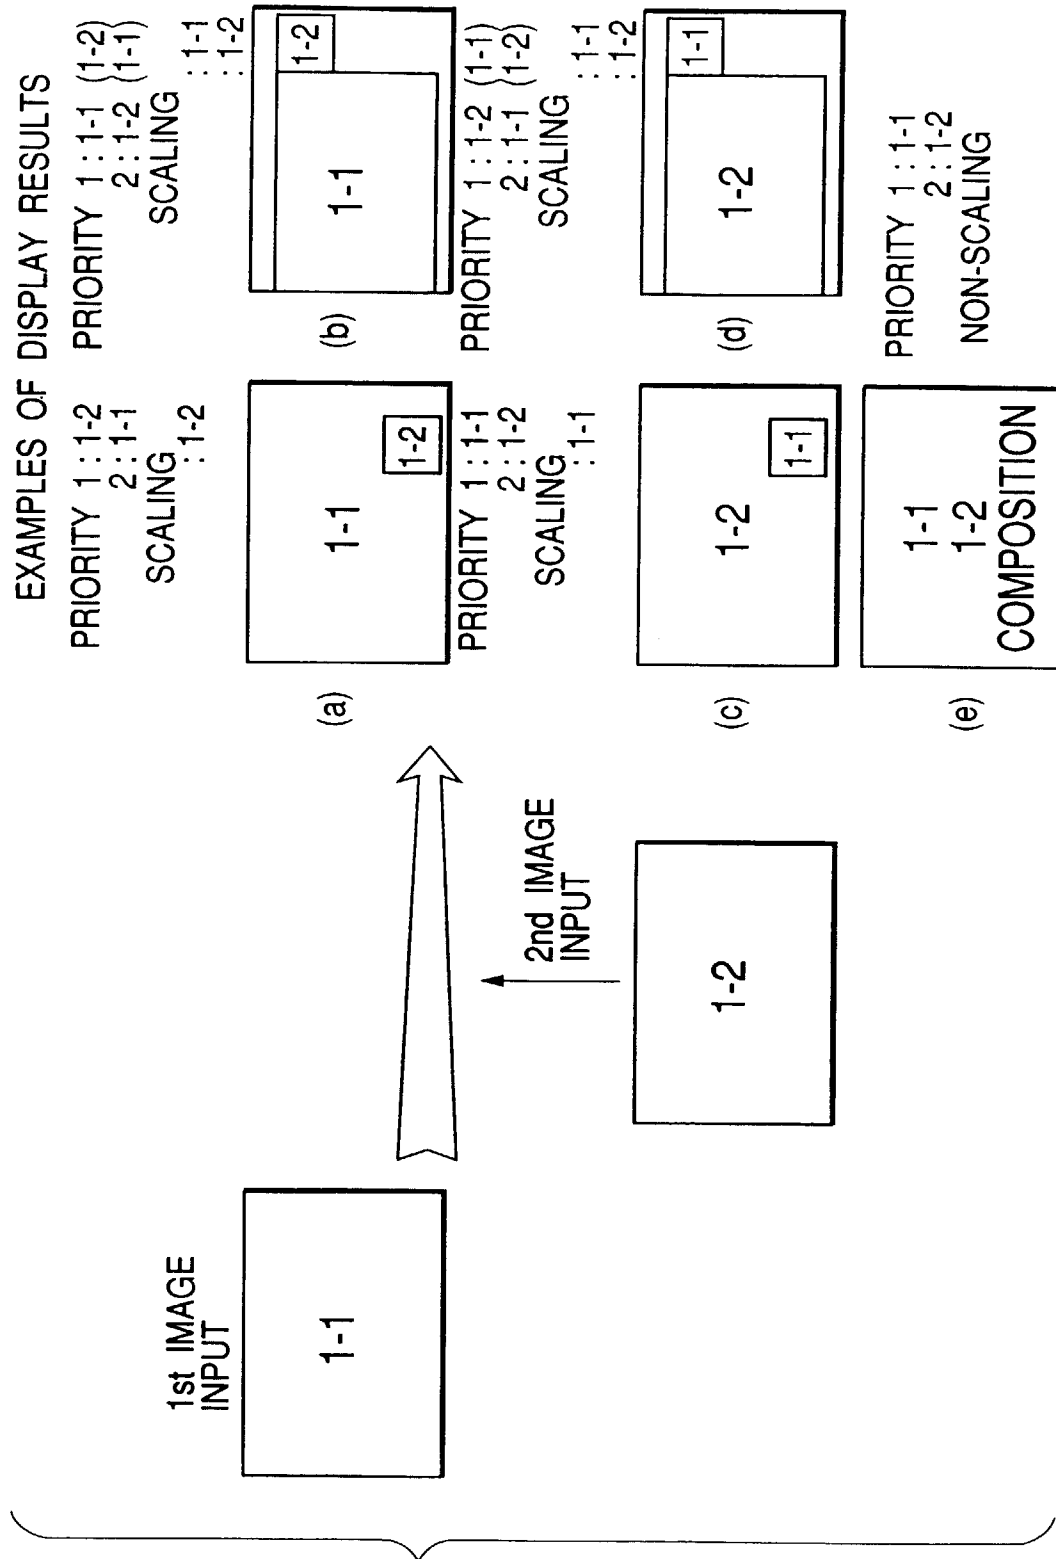 EXAMPLES OF DISPLAY RESULTS
1st IMAGE
INPUT
1-1
2nd IMAGE
INPUT
1-2
PRIORITY 1 : 1-2
2 : 1-1
SCALING
: 1-2
(a)
1-1
1-2
PRIORITY 1 : 1-1 (1-2)
2 : 1-2 (1-1)
SCALING : 1-1
: 1-2
(b)
1-1
1-2
PRIORITY 1 : 1-1
2 : 1-2
SCALING
: 1-1
(c)
1-2
1-1
PRIORITY 1 : 1-2 (1-1)
2 : 1-1 (1-2)
SCALING : 1-1
: 1-2
(d)
1-2
1-1
(e)
1-1
1-2
COMPOSITION
PRIORITY 1 : 1-1
2 : 1-2
NON-SCALING